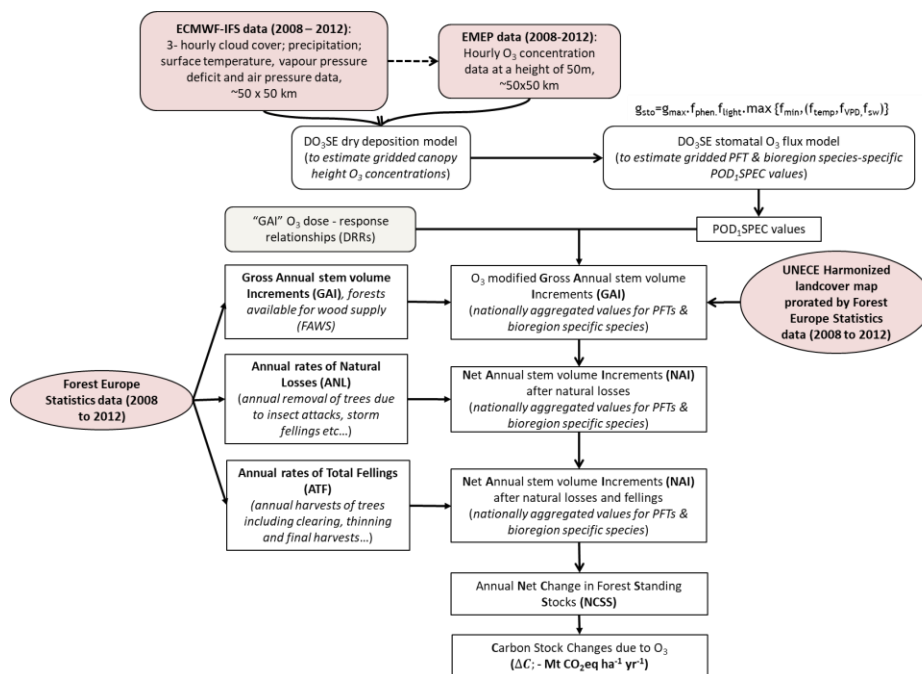 ECMWF-IFS data (2008 – 2012):
3- hourly cloud cover; precipitation;
surface temperature, vapour pressure
deficit and air pressure data,
~50 x 50 km
EMEP data (2008-2012):
Hourly O₃ concentration
data at a height of 50m,
~50x50 km
gsto=gmax.fphen.flight.max {fmin,(ftemp,fVPD,fsw)}
DO₃SE dry deposition model
(to estimate gridded canopy
height O₃ concentrations)
DO₃SE stomatal O₃ flux model
(to estimate gridded PFT & bioregion species-specific
POD₁SPEC values)
"GAI" O₃ dose - response
relationships (DRRs)
POD₁SPEC values
Gross Annual stem volume
Increments (GAI), forests
available for wood supply
(FAWS)
O₃ modified Gross Annual stem volume
Increments (GAI)
(nationally aggregated values for PFTs &
bioregion specific species)
UNECE Harmonized
landcover map
prorated by Forest
Europe Statistics
data (2008 to 2012)
Forest Europe
Statistics data (2008
to 2012)
Annual rates of Natural
Losses (ANL)
(annual removal of trees due
to insect attacks, storm
fellings etc…)
Net Annual stem volume Increments (NAI)
after natural losses
(nationally aggregated values for PFTs &
bioregion specific species)
Annual rates of Total Fellings
(ATF)
(annual harvests of trees
including clearing, thinning
and final harvests…)
Net Annual stem volume Increments (NAI)
after natural losses and fellings
(nationally aggregated values for PFTs &
bioregion specific species)
Annual Net Change in Forest Standing
Stocks (NCSS)
Carbon Stock Changes due to O₃
(ΔC; - Mt CO₂eq ha⁻¹ yr⁻¹)